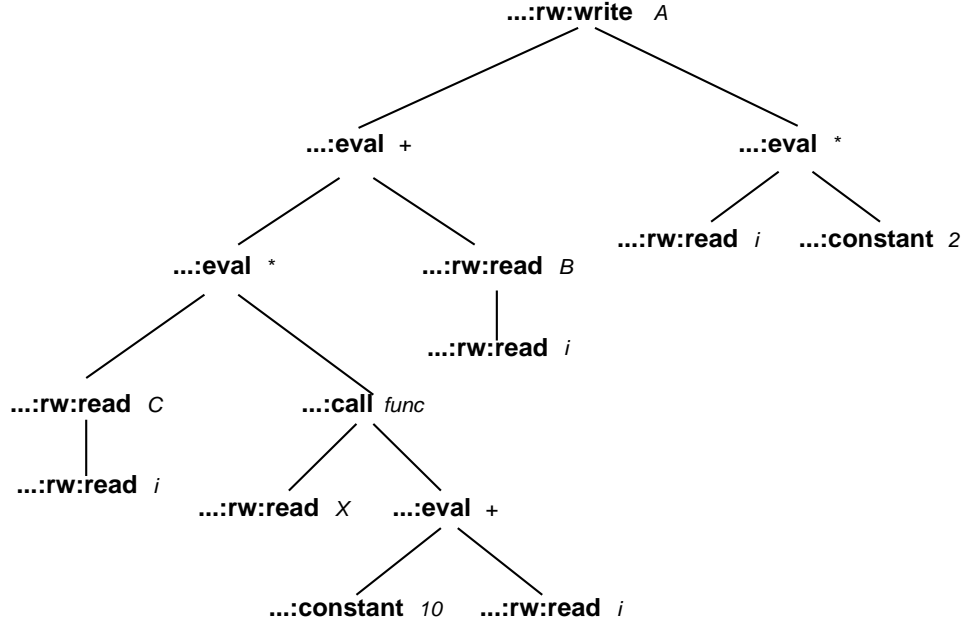 ...:rw:write A
...:eval + ...:eval *
...:rw:read i ...:constant 2
...:eval * ...:rw:read B
...:rw:read i
...:rw:read C ...:call func
...:rw:read i
...:rw:read X ...:eval +
...:constant 10 ...:rw:read i